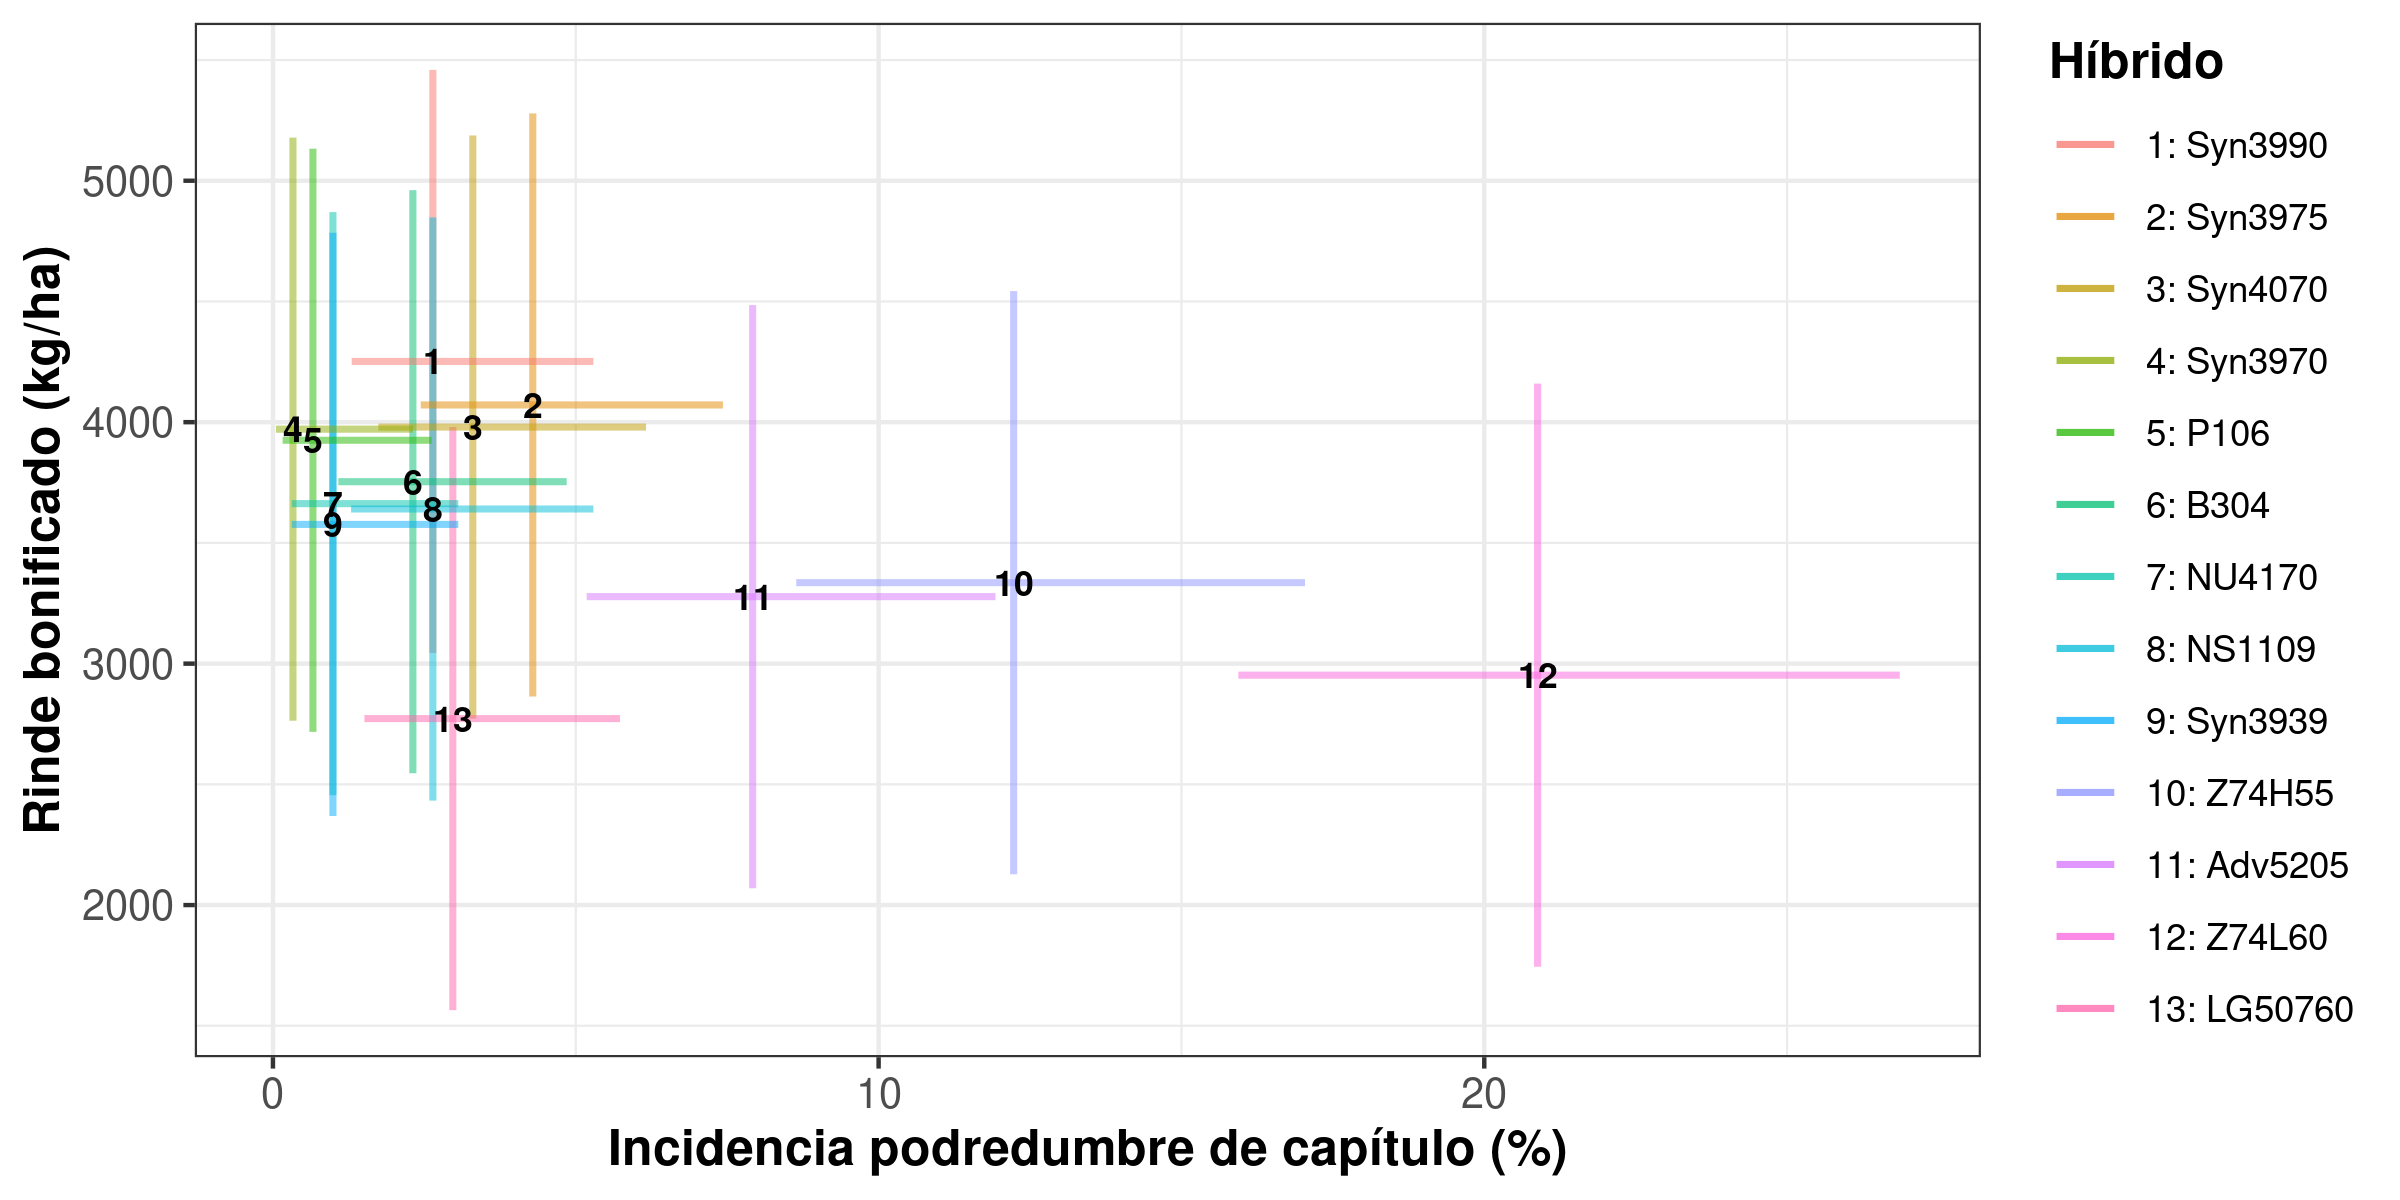 Híbrido
1: Syn3990
2: Syn3975
3: Syn4070
4: Syn3970
5: P106
6: B304
7: NU4170
8: NS1109
9: Syn3939
10: Z74H55
11: Adv5205
12: Z74L60
13: LG50760
Rinde bonificado (kg/ha)
5000
4000
3000
2000
1
2
3
4
5
6
7
8
9
10
11
12
13
0
10
20
Incidencia podredumbre de capítulo (%)